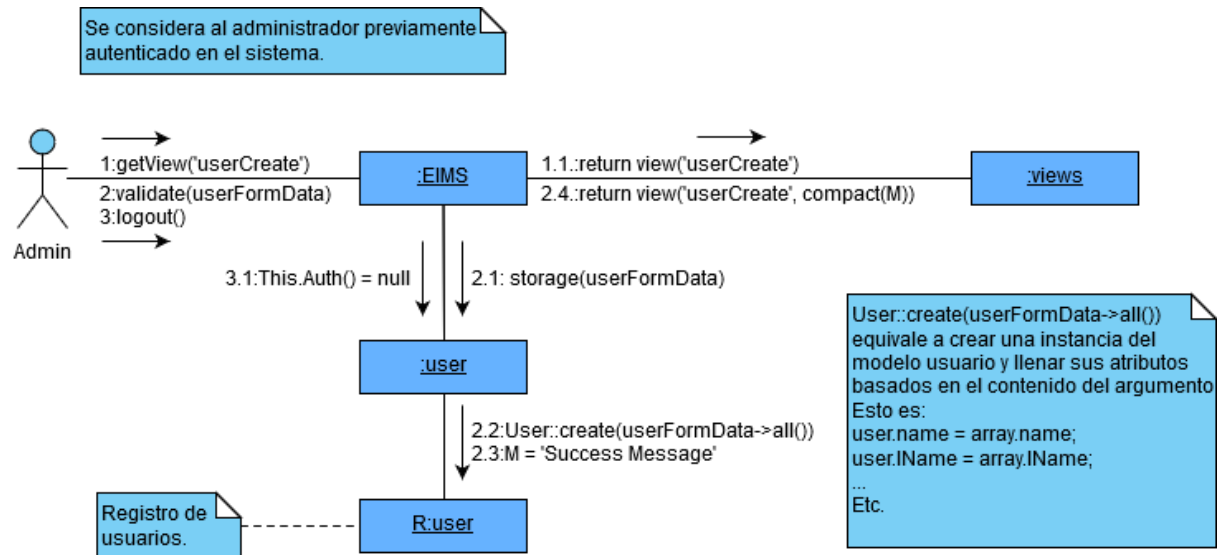 Se considera al administrador previamente
autenticado en el sistema.
1:getView('userCreate')
2:validate(userFormData)
3:logout()
Admin
:EIMS
1.1.:return view('userCreate')
2.4.:return view('userCreate', compact(M))
:views
3.1:This.Auth() = null
2.1: storage(userFormData)
:user
2.2:User::create(userFormData->all())
2.3:M = 'Success Message'
R:user
Registro de
usuarios.
User::create(userFormData->all())
equivale a crear una instancia del
modelo usuario y llenar sus atributos
basados en el contenido del argumento
Esto es:
user.name = array.name;
user.lName = array.lName;
...
Etc.